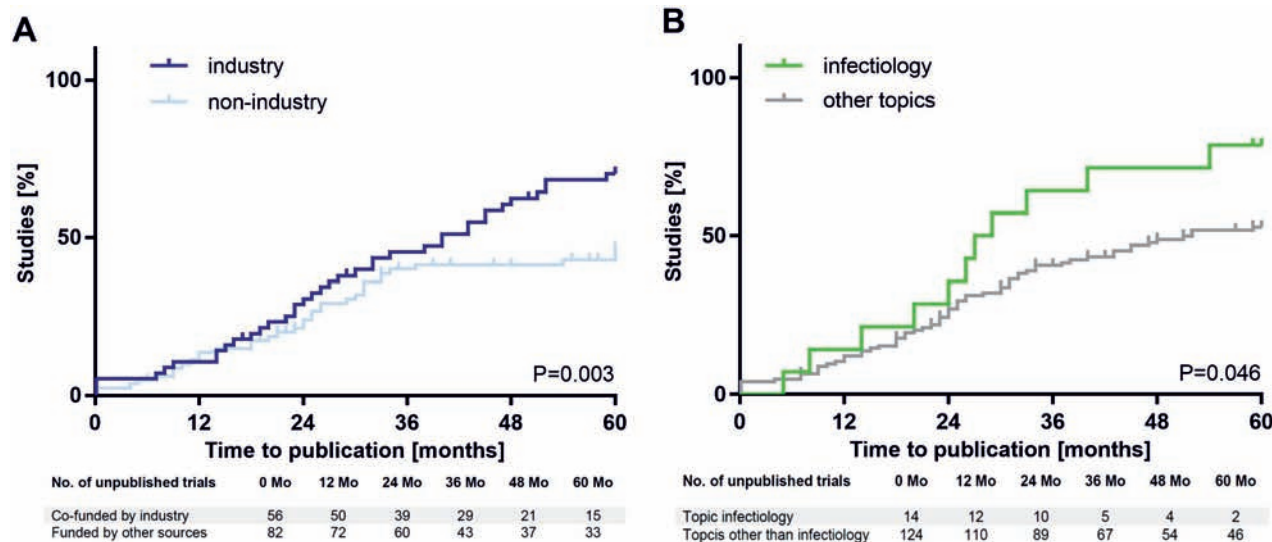 A
industry
non-industry
100
50
0
Studies [%]
P=0.003
0 12 24 36 48 60
Time to publication [months]
No. of unpublished trials 0 Mo 12 Mo 24 Mo 36 Mo 48 Mo 60 Mo
Co-funded by industry 56 50 39 29 21 15
Funded by other sources 82 72 60 43 37 33
B
infectiology
other topics
100
50
0
Studies [%]
P=0.046
0 12 24 36 48 60
Time to publication [months]
No. of unpublished trials 0 Mo 12 Mo 24 Mo 36 Mo 48 Mo 60 Mo
Topic infectiology 14 12 10 5 4 2
Topcis other than infectiology 124 110 89 67 54 46